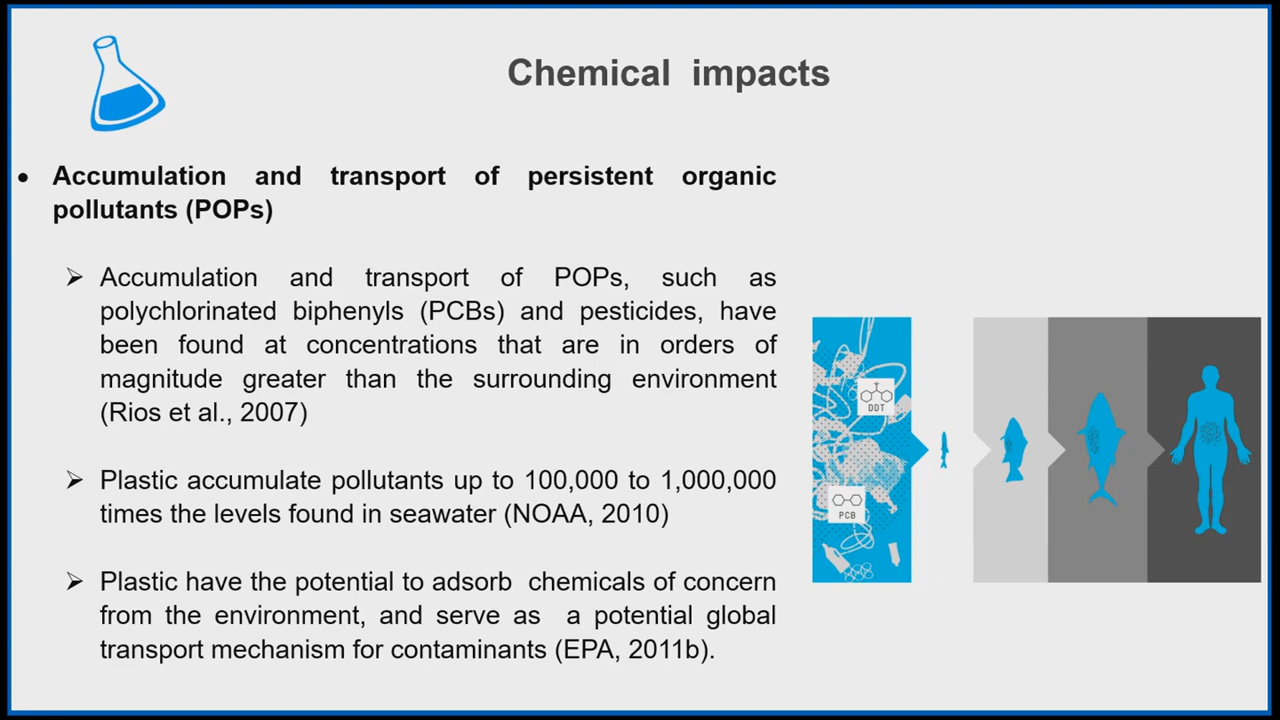 Chemical impacts
• Accumulation and transport of persistent organic
pollutants (POPs)
➢ Accumulation and transport of POPs, such as
polychlorinated biphenyls (PCBs) and pesticides, have
been found at concentrations that are in orders of
magnitude greater than the surrounding environment
(Rios et al., 2007)
➢ Plastic accumulate pollutants up to 100,000 to 1,000,000
times the levels found in seawater (NOAA, 2010)
➢ Plastic have the potential to adsorb chemicals of concern
from the environment, and serve as a potential global
transport mechanism for contaminants (EPA, 2011b).
DDT
PCB